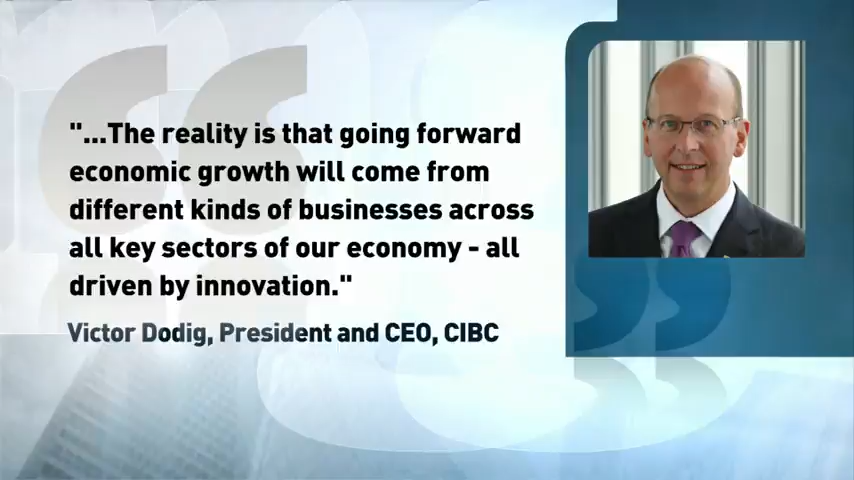 "...The reality is that going forward
economic growth will come from
different kinds of businesses across
all key sectors of our economy - all
driven by innovation."
Victor Dodig, President and CEO, CIBC